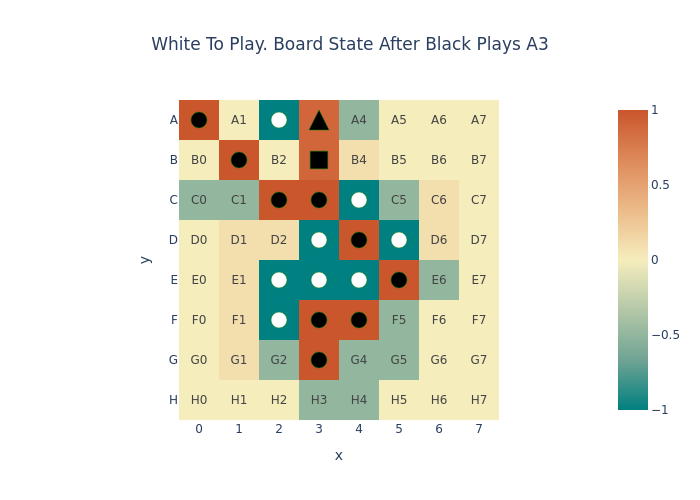 White To Play. Board State After Black Plays A3
A A1 A4 A5 A6 A7
B B0 B2 B4 B5 B6 B7
C C0 C1 C5 C6 C7
D D0 D1 D2 D6 D7
E E0 E1 E6 E7
F F0 F1 F5 F6 F7
G G0 G1 G2 G4 G5 G6 G7
H H0 H1 H2 H3 H4 H5 H6 H7
0 1 2 3 4 5 6 7
x
y
1
0.5
0
−0.5
−1